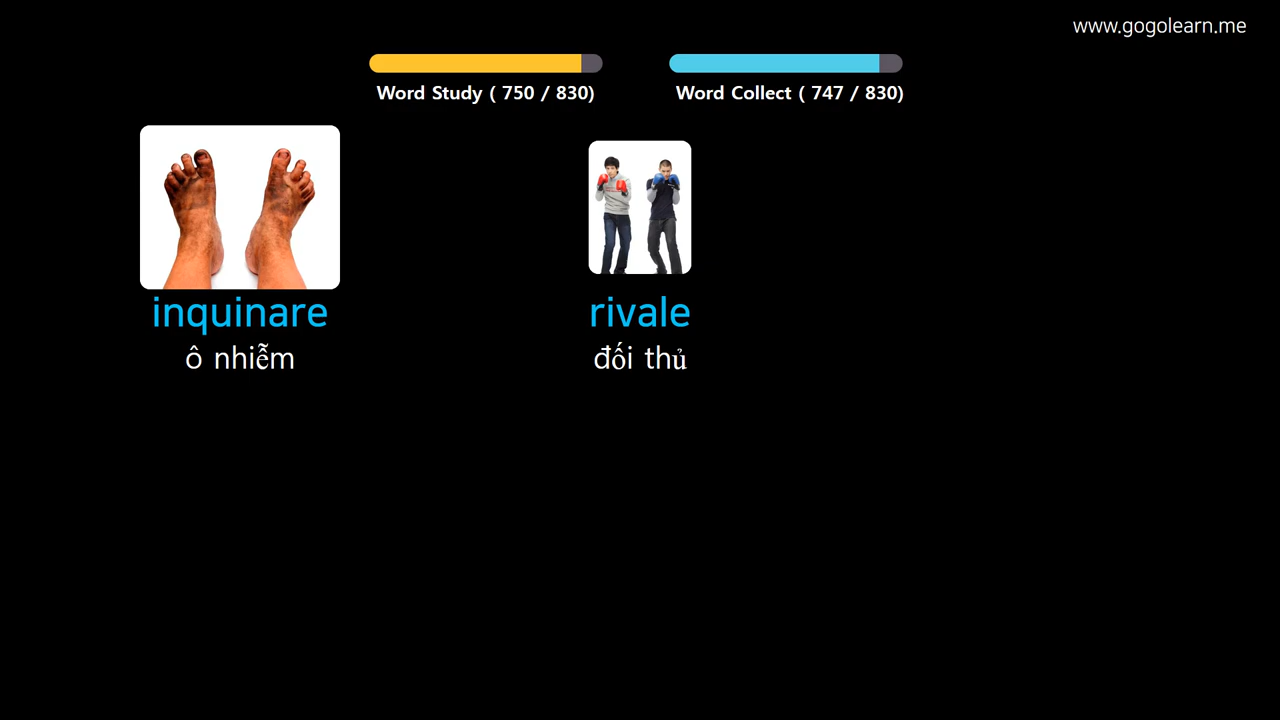 www.gogolearn.me
Word Study ( 750 / 830)
Word Collect ( 747 / 830)
inquinare
ô nhiễm
rivale
đối thủ